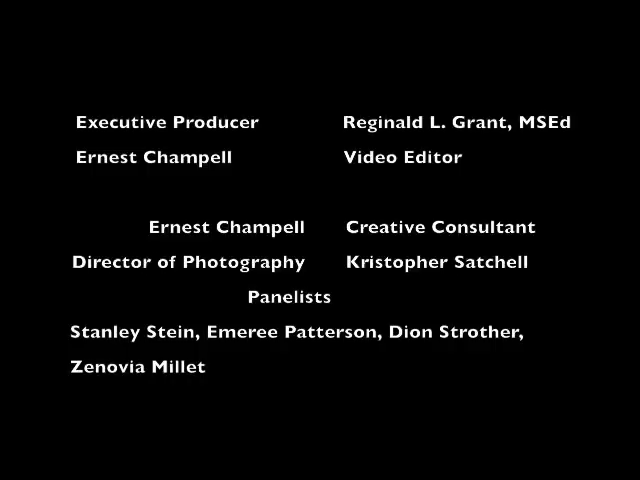 Executive Producer Reginald L. Grant, MSEd
Ernest Champell Video Editor
Ernest Champell Creative Consultant
Director of Photography Kristopher Satchell
Panelists
Stanley Stein, Emeree Patterson, Dion Strother,
Zenovia Millet